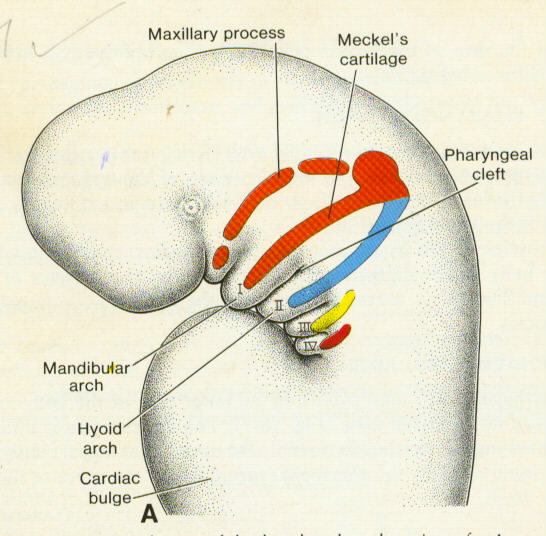 Maxillary process
Meckel's
cartilage
Pharyngeal
cleft
I
II
III
IV
Mandibular
arch
Hyoid
arch
Cardiac
bulge
A